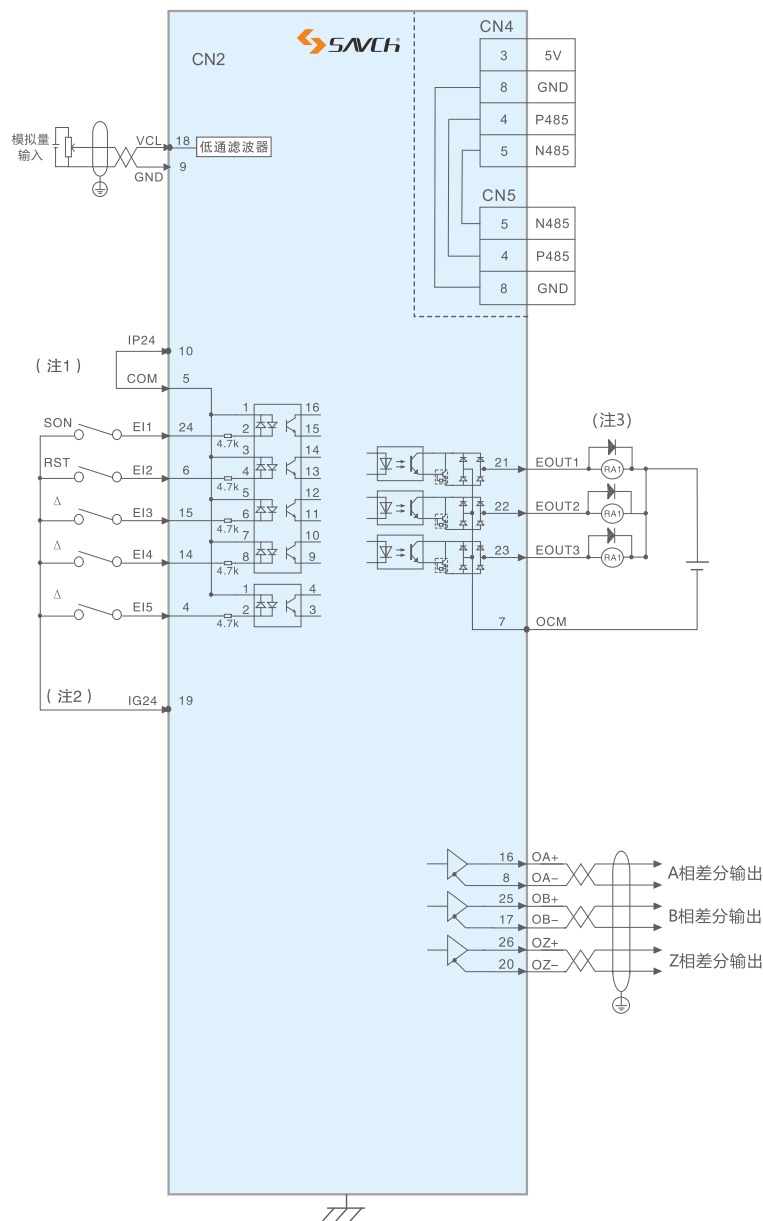 CN2
SAVCH®
CN4
3 5V
8 GND
4 P485
5 N485
CN5
5 N485
4 P485
8 GND
模拟量
输入
VCL 18 低通滤波器
GND 9
(注1)
IP24 10
COM 5
SON EI1 24 4.7k 1 2 16 15
RST EI2 6 4.7k 3 4 14 13
Δ EI3 15 4.7k 5 6 12 11
Δ EI4 14 4.7k 7 8 10 9
Δ EI5 4 4.7k 1 2 4 3
(注2) IG24 19
(注3)
21 EOUT1 RA1
22 EOUT2 RA1
23 EOUT3 RA1
7 OCM
16 OA+
8 OA−
A相差分输出
25 OB+
17 OB−
B相差分输出
26 OZ+
20 OZ−
Z相差分输出